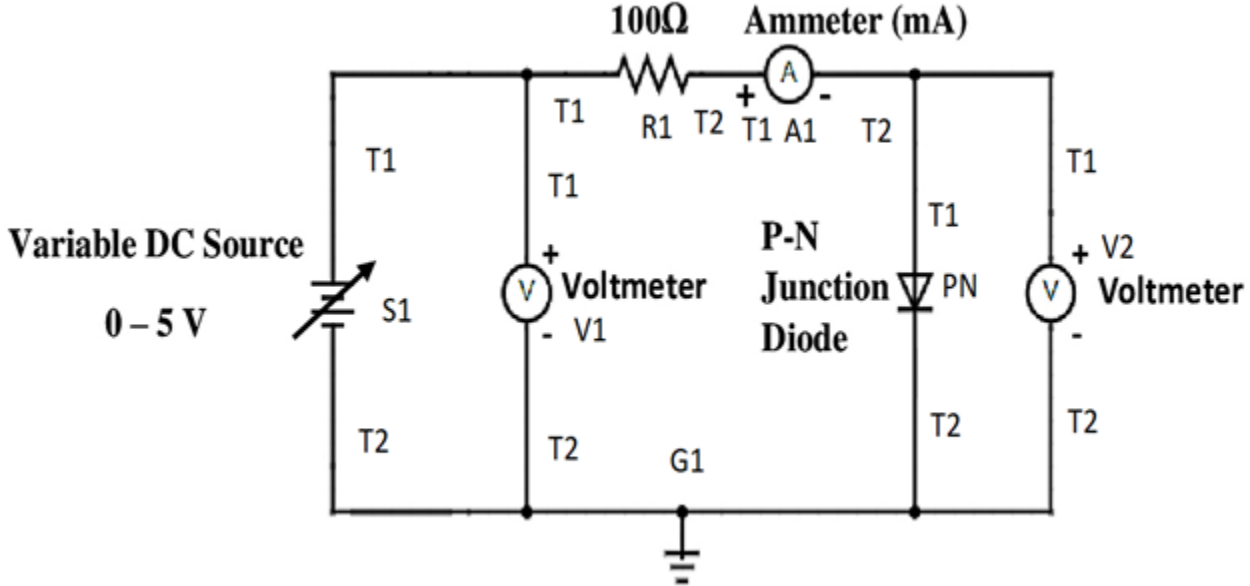 100Ω Ammeter (mA)
A
+ -
T1 R1 T2 T1 A1 T2
T1 T1
T1
T1
Variable DC Source
0 – 5 V
S1
+
V Voltmeter
- V1
P-N
Junction
Diode
PN
+ V2
V Voltmeter
-
T2 T2 T2 T2
G1